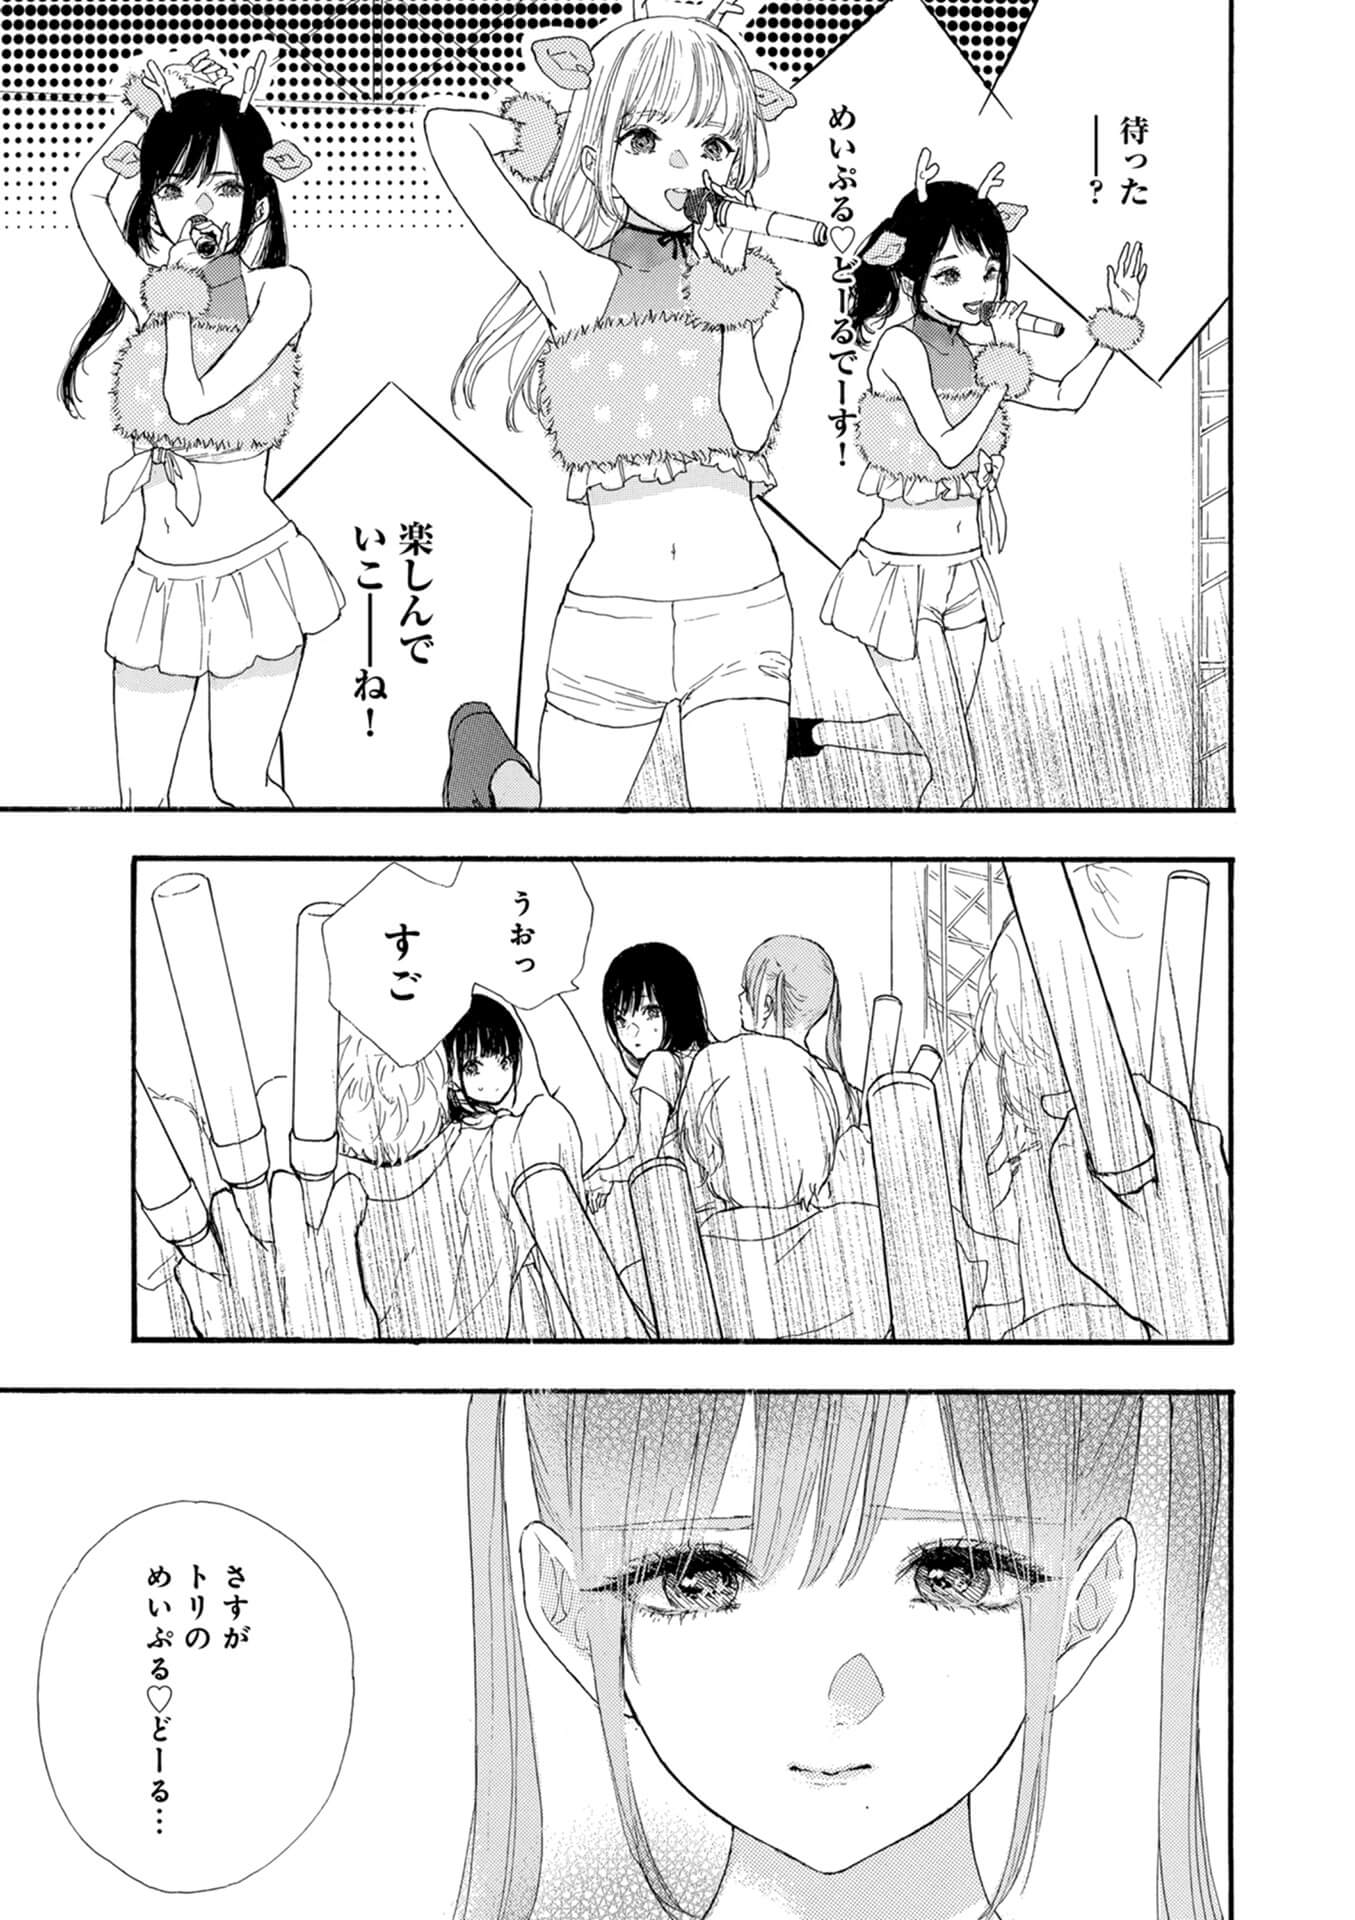 待った
――？
めいぷる♡どーるでーす！
楽しんで
いこ――ね！
うおっ
すご
さすが
トリの
めいぷる♡どーる…